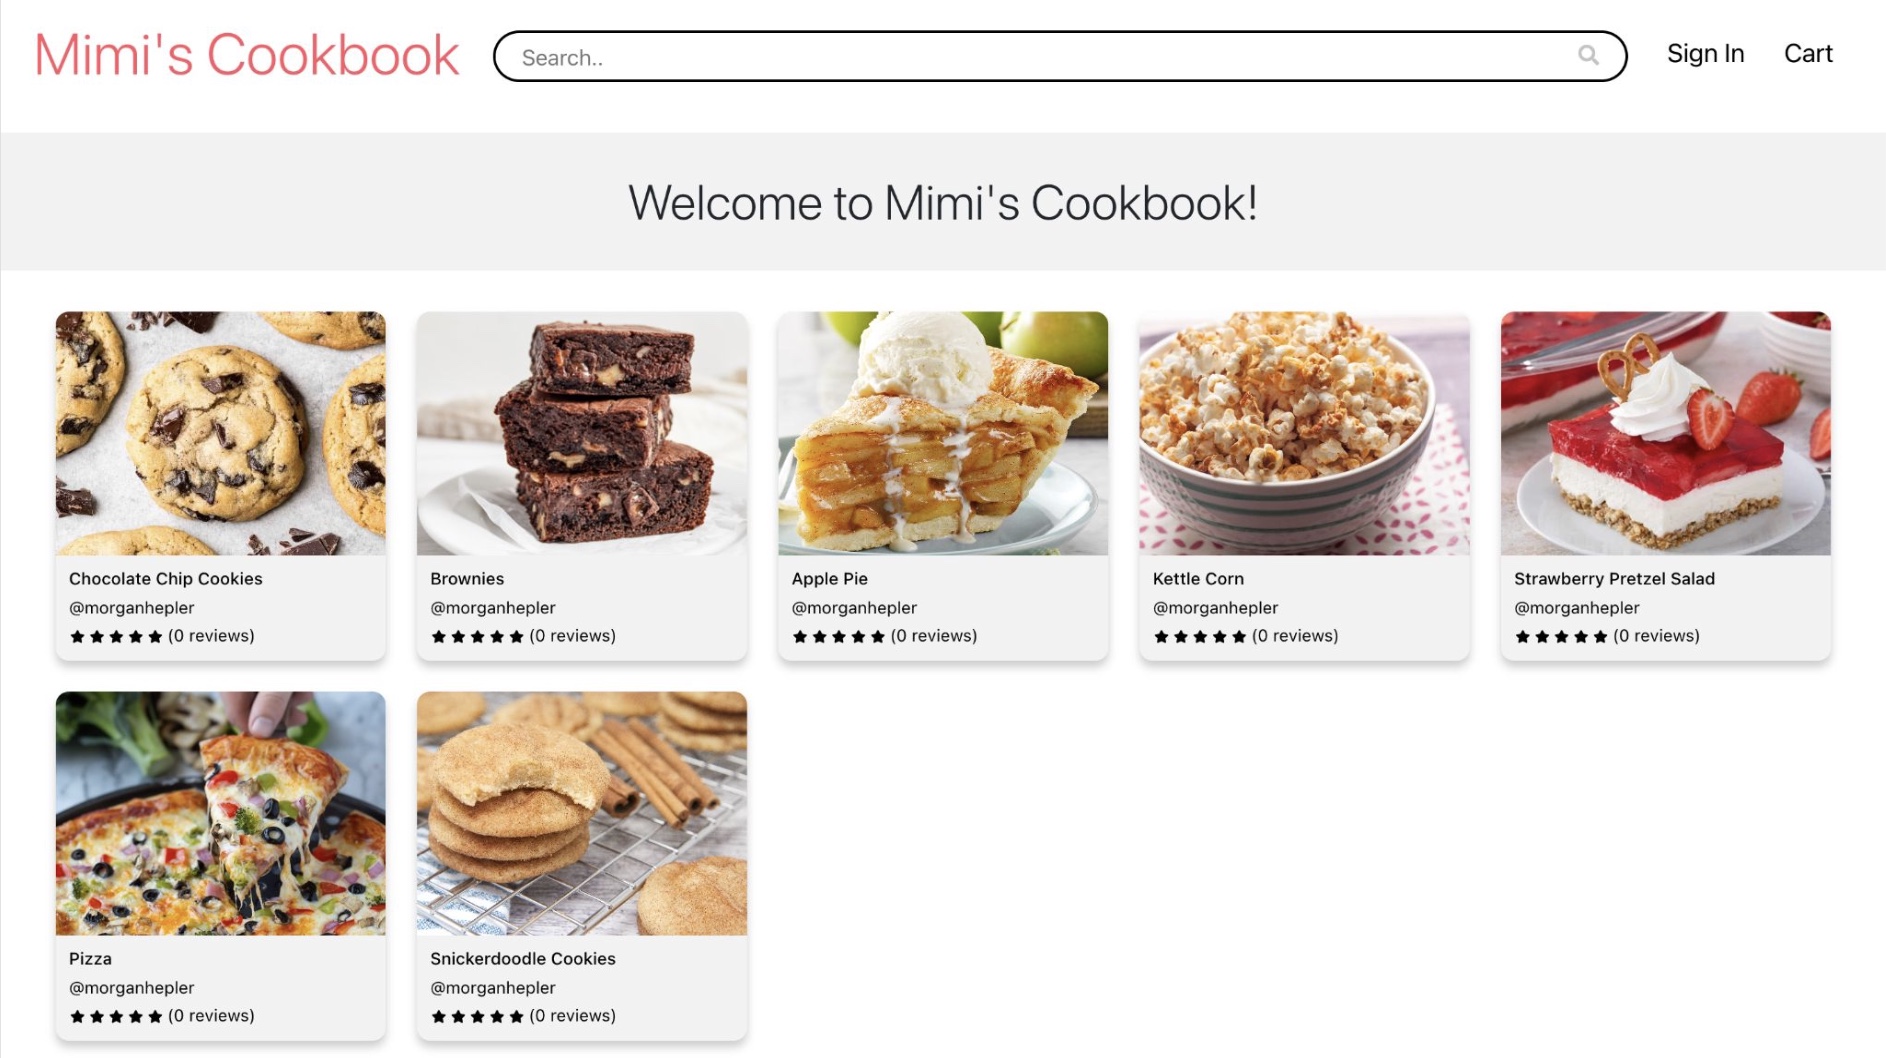 Mimi's Cookbook
Search..
Sign In
Cart
Welcome to Mimi's Cookbook!
Chocolate Chip Cookies
@morganhepler
(0 reviews)
Brownies
@morganhepler
(0 reviews)
Apple Pie
@morganhepler
(0 reviews)
Kettle Corn
@morganhepler
(0 reviews)
Strawberry Pretzel Salad
@morganhepler
(0 reviews)
Pizza
@morganhepler
(0 reviews)
Snickerdoodle Cookies
@morganhepler
(0 reviews)